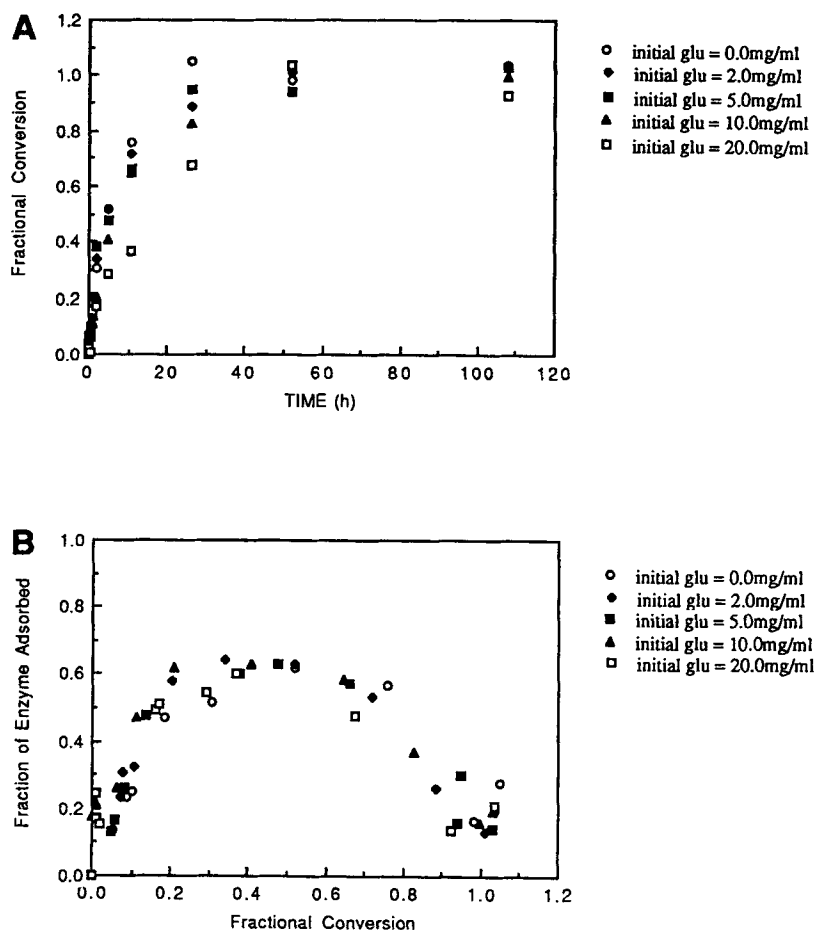 A
1.2
1.0
0.8
0.6
0.4
0.2
0.0
Fractional Conversion
0 20 40 60 80 100 120
TIME (h)
initial glu = 0.0mg/ml
initial glu = 2.0mg/ml
initial glu = 5.0mg/ml
initial glu = 10.0mg/ml
initial glu = 20.0mg/ml
B
1.0
0.8
0.6
0.4
0.2
0.0
Fraction of Enzyme Adsorbed
0.0 0.2 0.4 0.6 0.8 1.0 1.2
Fractional Conversion
initial glu = 0.0mg/ml
initial glu = 2.0mg/ml
initial glu = 5.0mg/ml
initial glu = 10.0mg/ml
initial glu = 20.0mg/ml